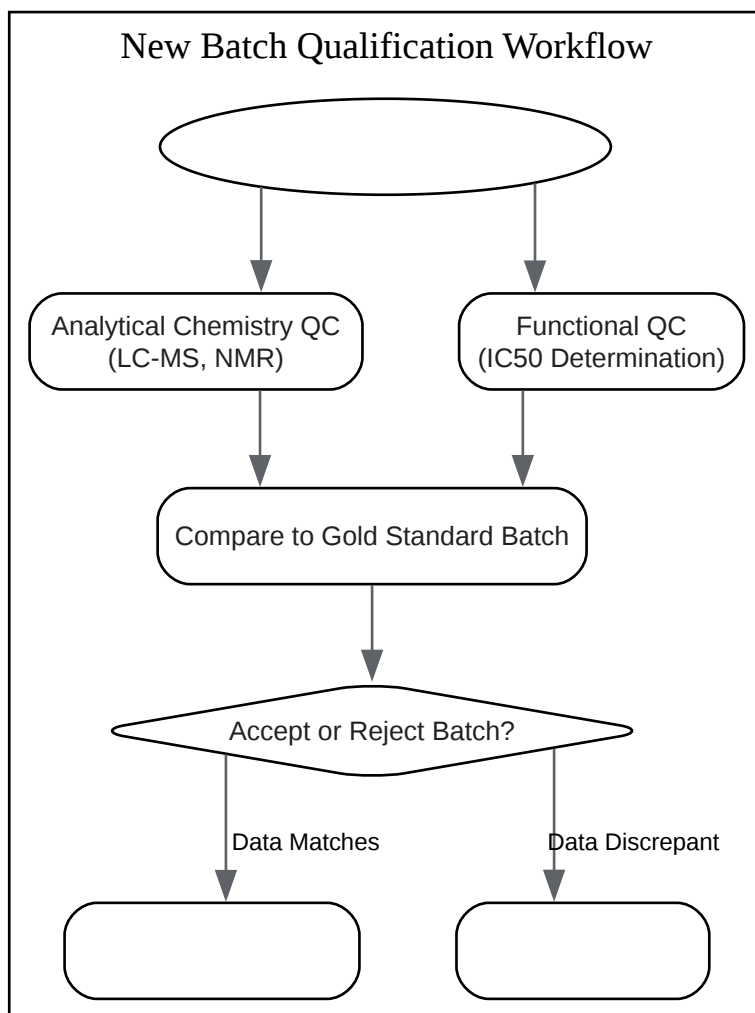 New Batch Qualification Workflow
Analytical Chemistry QC
(LC-MS, NMR)
Functional QC
(IC50 Determination)
Compare to Gold Standard Batch
Accept or Reject Batch?
Data Matches
Data Discrepant